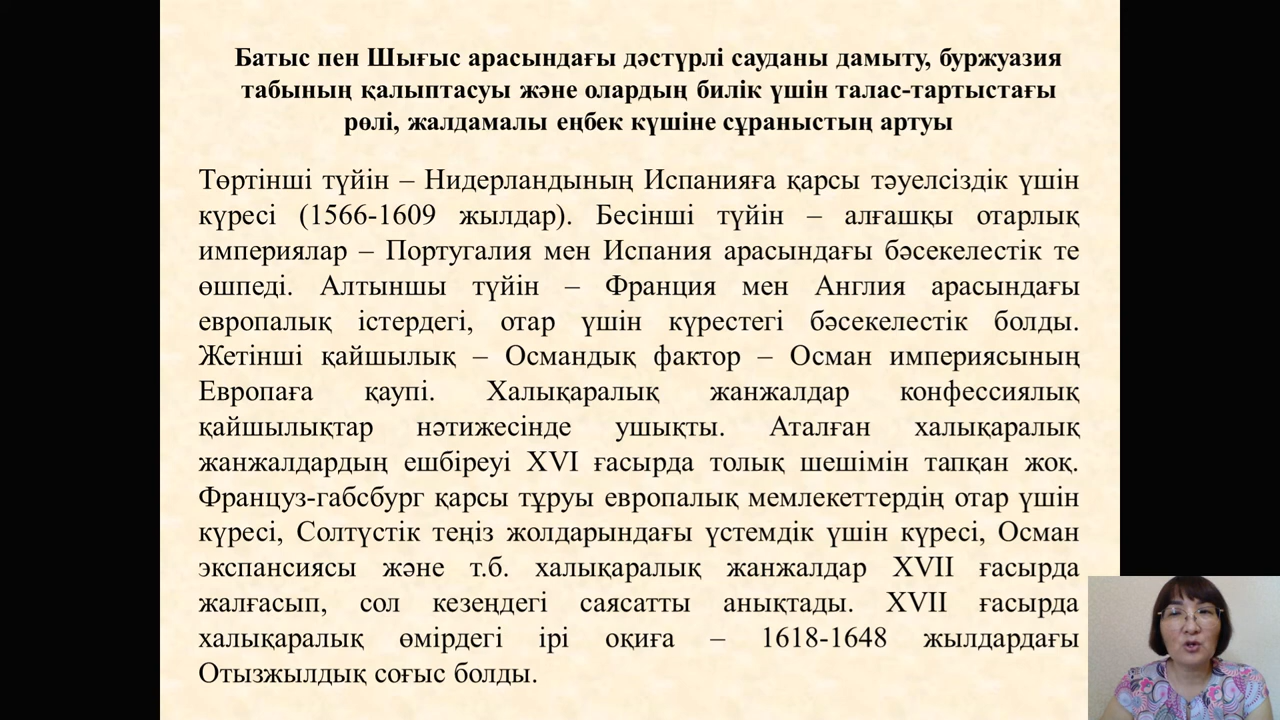 Батыс пен Шығыс арасындағы дәстүрлі сауданы дамыту, буржуазия
табының қалыптасуы және олардың билік үшін талас-тартыстағы
рөлі, жалдамалы еңбек күшіне сұраныстың артуы
Төртінші түйін – Нидерландының Испанияға қарсы тәуелсіздік үшін
күресі (1566-1609 жылдар). Бесінші түйін – алғашқы отарлық
империялар – Португалия мен Испания арасындағы бәсекелестік те
өшпеді. Алтыншы түйін – Франция мен Англия арасындағы
европалық істердегі, отар үшін күрестегі бәсекелестік болды.
Жетінші қайшылық – Османдық фактор – Осман империясының
Европаға қаупі. Халықаралық жанжалдар конфессиялық
қайшылықтар нәтижесінде ушықты. Аталған халықаралық
жанжалдардың ешбіреуі XVI ғасырда толық шешімін тапқан жоқ.
Француз-габсбург қарсы тұруы европалық мемлекеттердің отар үшін
күресі, Солтүстік теңіз жолдарындағы үстемдік үшін күресі, Осман
экспансиясы және т.б. халықаралық жанжалдар XVII ғасырда
жалғасып, сол кезеңдегі саясатты анықтады. XVII ғасырда
халықаралық өмірдегі ірі оқиға – 1618-1648 жылдардағы
Отызжылдық соғыс болды.